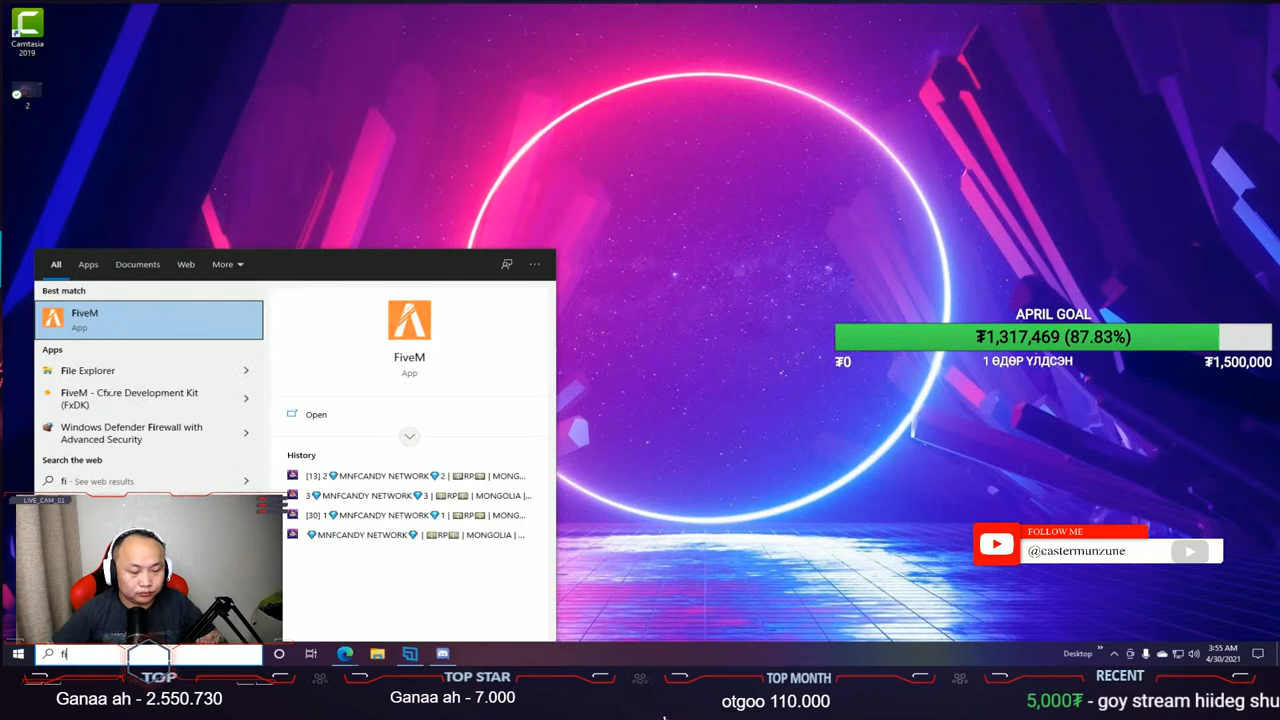 Camtasia
2019
2
All
Apps
Documents
Web
More
Best match
FiveM
App
Apps
File Explorer
FiveM - Cfx.re Development Kit
(FxDK)
Windows Defender Firewall with
Advanced Security
Search the web
fi - See web results
FiveM
App
Open
History
[13] 2💎MNFCANDY NETWORK💎2 | 💵RP💵 | MONG...
3💎MNFCANDY NETWORK💎3 | 💵RP💵 | MONGOLIA |...
[30] 1💎MNFCANDY NETWORK💎1 | 💵RP💵 | MONG...
💎MNFCANDY NETWORK💎 | 💵RP💵 | MONGOLIA | ...
APRIL GOAL
₮1,317,469 (87.83%)
₮0
1 ӨДӨР ҮЛДСЭН
₮1,500,000
FOLLOW ME
@castermunzune
LIVE_CAM_01
fi
Desktop
3:55 AM
4/30/2021
TOP
Ganaa ah - 2.550.730
TOP STAR
Ganaa ah - 7.000
TOP MONTH
otgoo 110.000
RECENT
5,000₮ - goy stream hiideg shu